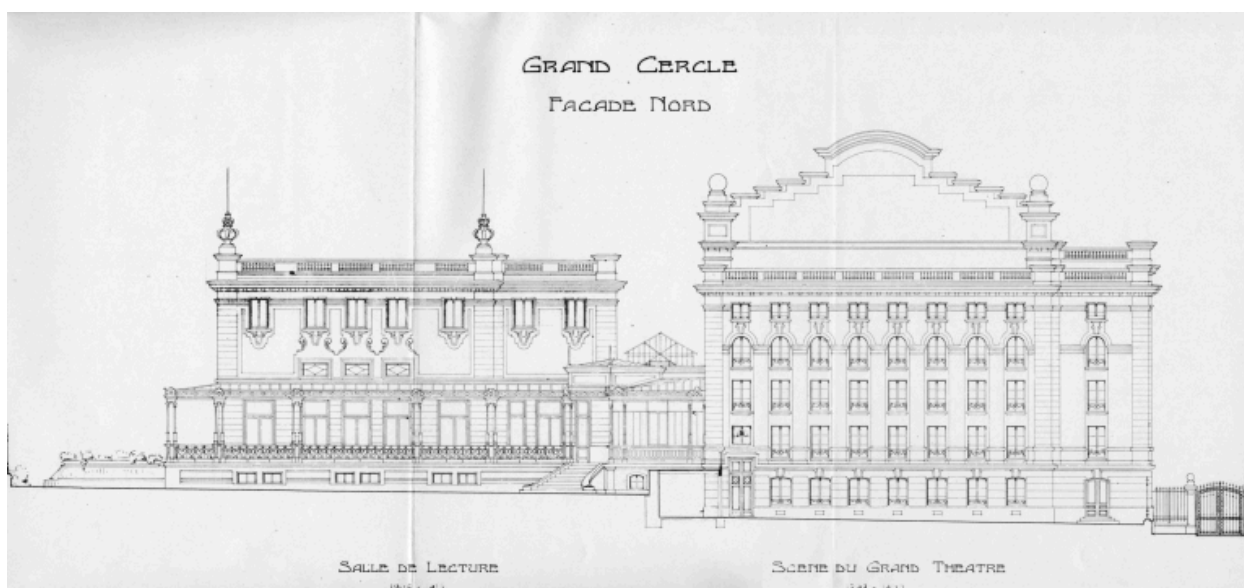 GRAND CERCLE
FACADE NORD
SALLE DE LECTURE
SCENE DU GRAND THEATRE